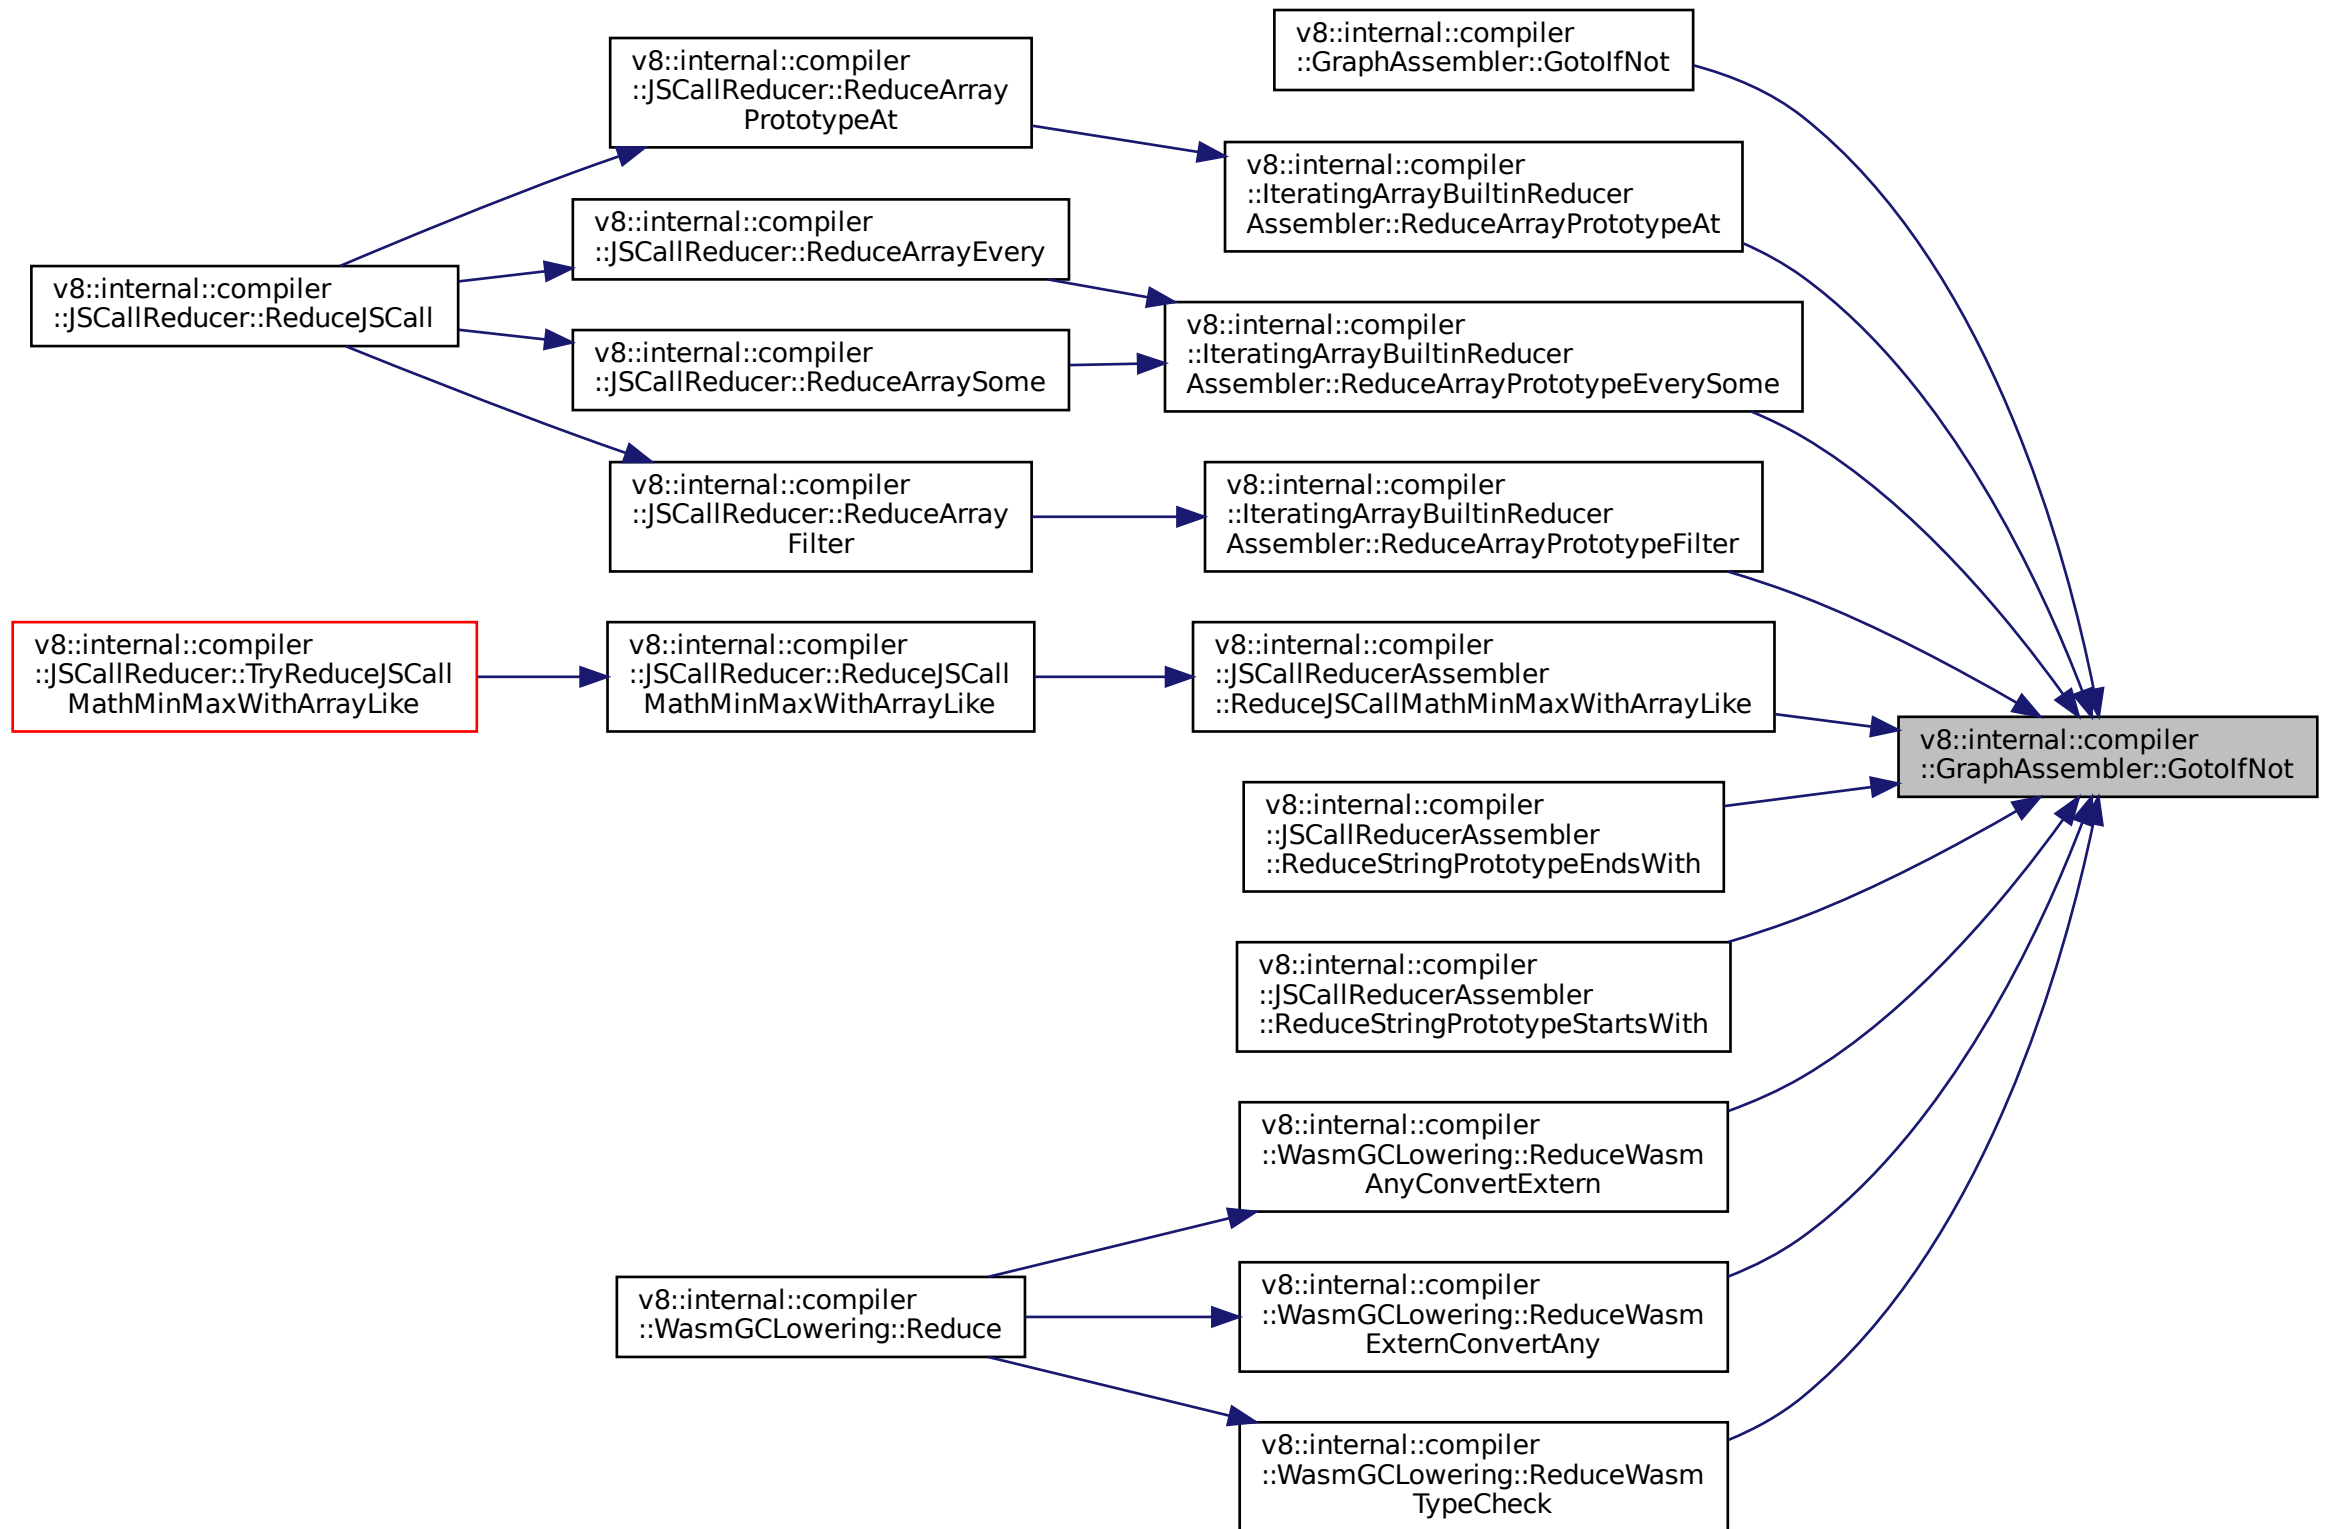 v8::internal::compiler
::GraphAssembler::GotoIfNot
v8::internal::compiler
::JSCallReducer::ReduceArray
PrototypeAt
v8::internal::compiler
::IteratingArrayBuiltinReducer
Assembler::ReduceArrayPrototypeAt
v8::internal::compiler
::JSCallReducer::ReduceArrayEvery
v8::internal::compiler
::JSCallReducer::ReduceJSCall
v8::internal::compiler
::IteratingArrayBuiltinReducer
Assembler::ReduceArrayPrototypeEverySome
v8::internal::compiler
::JSCallReducer::ReduceArraySome
v8::internal::compiler
::JSCallReducer::ReduceArray
Filter
v8::internal::compiler
::IteratingArrayBuiltinReducer
Assembler::ReduceArrayPrototypeFilter
v8::internal::compiler
::JSCallReducer::TryReduceJSCall
MathMinMaxWithArrayLike
v8::internal::compiler
::JSCallReducer::ReduceJSCall
MathMinMaxWithArrayLike
v8::internal::compiler
::JSCallReducerAssembler
::ReduceJSCallMathMinMaxWithArrayLike
v8::internal::compiler
::GraphAssembler::GotoIfNot
v8::internal::compiler
::JSCallReducerAssembler
::ReduceStringPrototypeEndsWith
v8::internal::compiler
::JSCallReducerAssembler
::ReduceStringPrototypeStartsWith
v8::internal::compiler
::WasmGCLowering::ReduceWasm
AnyConvertExtern
v8::internal::compiler
::WasmGCLowering::Reduce
v8::internal::compiler
::WasmGCLowering::ReduceWasm
ExternConvertAny
v8::internal::compiler
::WasmGCLowering::ReduceWasm
TypeCheck